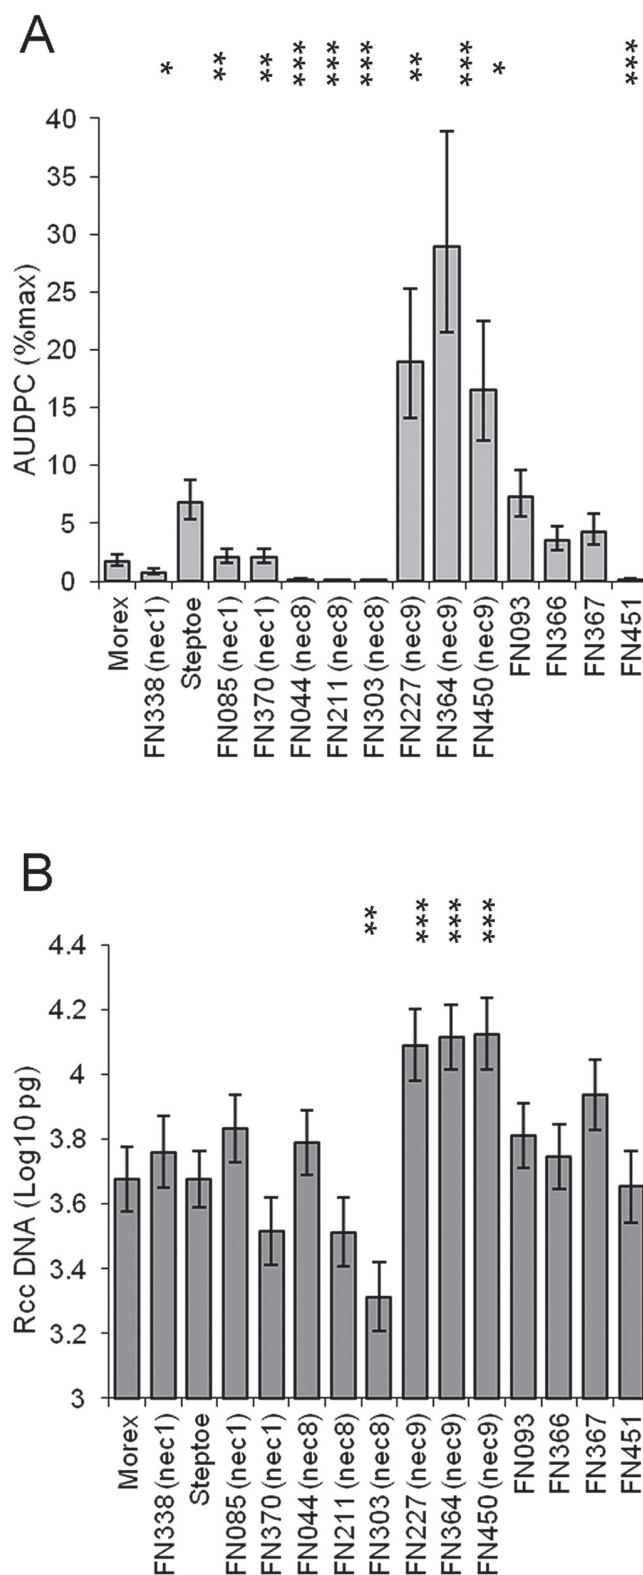 A
* ** ** *** *** *** ** *** * ***
40
35
30
25
20
15
10
5
0
AUDPC (%max)
Morex
FN338 (nec1)
Steptoe
FN085 (nec1)
FN370 (nec1)
FN044 (nec8)
FN211 (nec8)
FN303 (nec8)
FN227 (nec9)
FN364 (nec9)
FN450 (nec9)
FN093
FN366
FN367
FN451
B
** *** *** ***
4.4
4.2
4
3.8
3.6
3.4
3.2
3
Rcc DNA (Log10 pg)
Morex
FN338 (nec1)
Steptoe
FN085 (nec1)
FN370 (nec1)
FN044 (nec8)
FN211 (nec8)
FN303 (nec8)
FN227 (nec9)
FN364 (nec9)
FN450 (nec9)
FN093
FN366
FN367
FN451